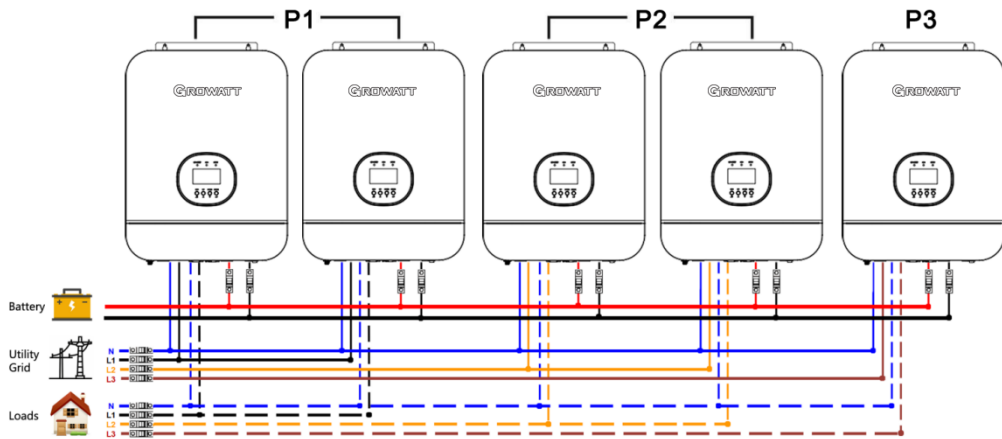 P1 P2 P3
GROWATT GROWATT GROWATT GROWATT GROWATT
Battery
Utility
Grid
N
L1
L2
L3
Loads
N
L1
L2
L3